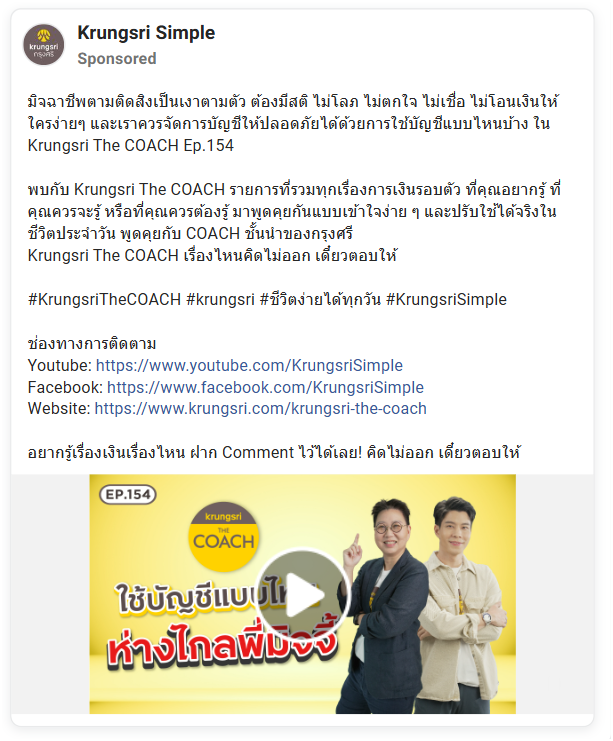 Krungsri Simple
krungsri
กรุงศรี
Sponsored
มิจฉาชีพตามติดสิงเป็นเงาตามตัว ต้องมีสติ ไม่โลภ ไม่ตกใจ ไม่เชื่อ ไม่โอนเงินให้
ใครง่ายๆ และเราควรจัดการบัญชีให้ปลอดภัยได้ด้วยการใช้บัญชีแบบไหนบ้าง ใน
Krungsri The COACH Ep.154
พบกับ Krungsri The COACH รายการที่รวมทุกเรื่องการเงินรอบตัว ที่คุณอยากรู้ ที่
คุณควรจะรู้ หรือที่คุณควรต้องรู้ มาพูดคุยกันแบบเข้าใจง่าย ๆ และปรับใช้ได้จริงใน
ชีวิตประจำวัน พูดคุยกับ COACH ชั้นนำของกรุงศรี
Krungsri The COACH เรื่องไหนคิดไม่ออก เดี๋ยวตอบให้
#KrungsriTheCOACH #krungsri #ชีวิตง่ายได้ทุกวัน #KrungsriSimple
ช่องทางการติดตาม
Youtube: https://www.youtube.com/KrungsriSimple
Facebook: https://www.facebook.com/KrungsriSimple
Website: https://www.krungsri.com/krungsri-the-coach
อยากรู้เรื่องเงินเรื่องไหน ฝาก Comment ไว้ได้เลย! คิดไม่ออก เดี๋ยวตอบให้
EP.154
krungsri
THE
COACH
ใช้บัญชีแบบไหน
ห่างไกลพี่มิจจี้